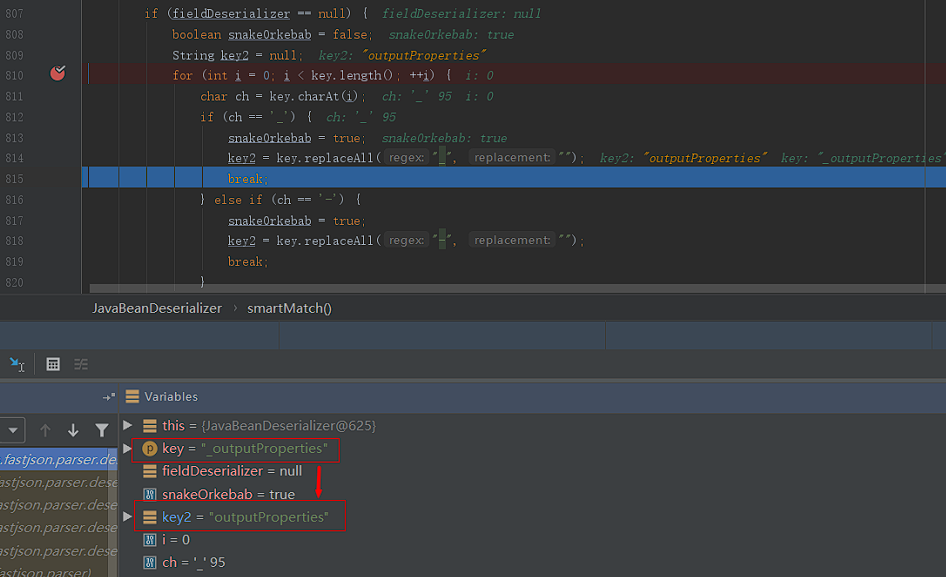 807 if (fieldDeserializer == null) { fieldDeserializer: null
808 boolean snakeOrkebab = false; snakeOrkebab: true
809 String key2 = null; key2: "outputProperties"
810 for (int i = 0; i < key.length(); ++i) { i: 0
811 char ch = key.charAt(i); ch: '_' 95 i: 0
812 if (ch == '_') { ch: '_' 95
813 snakeOrkebab = true; snakeOrkebab: true
814 key2 = key.replaceAll( regex: "_", replacement: ""); key2: "outputProperties" key: "_outputProperties"
815 break;
816 } else if (ch == '-') {
817 snakeOrkebab = true;
818 key2 = key.replaceAll( regex: "-", replacement: "");
819 break;
820 }
JavaBeanDeserializer › smartMatch()
Variables
this = {JavaBeanDeserializer@625}
key = "_outputProperties"
.fastjson.parser.de
fieldDeserializer = null
astjson.parser.dese
snakeOrkebab = true
astjson.parser.dese
key2 = "outputProperties"
astjson.parser.dese
i = 0
astjson.parser.dese
ch = '_' 95
astjson.parser)